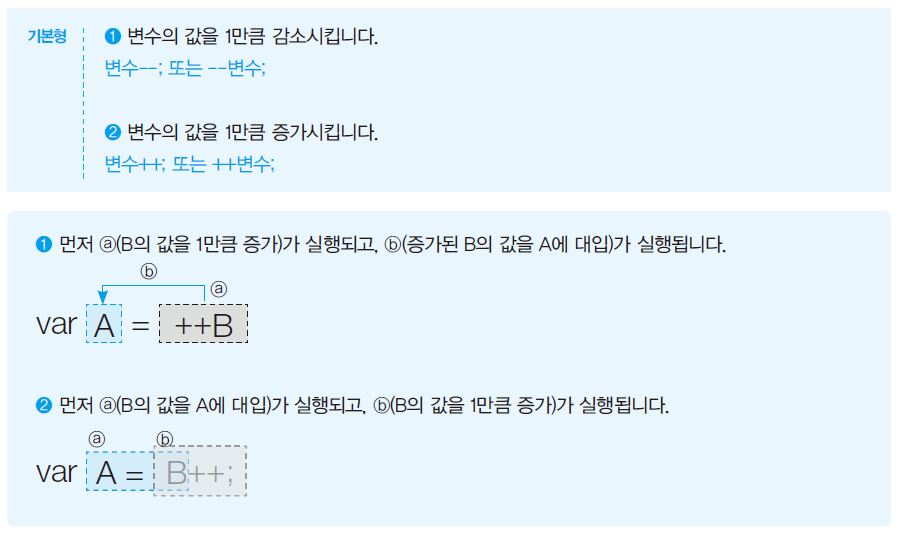 기본형
❶ 변수의 값을 1만큼 감소시킵니다.
변수--; 또는 --변수;
❷ 변수의 값을 1만큼 증가시킵니다.
변수++; 또는 ++변수;
❶ 먼저 ⓐ(B의 값을 1만큼 증가)가 실행되고, ⓑ(증가된 B의 값을 A에 대입)가 실행됩니다.
ⓑ
ⓐ
var A = ++B
❷ 먼저 ⓐ(B의 값을 A에 대입)가 실행되고, ⓑ(B의 값을 1만큼 증가)가 실행됩니다.
ⓐ ⓑ
var A = B++;